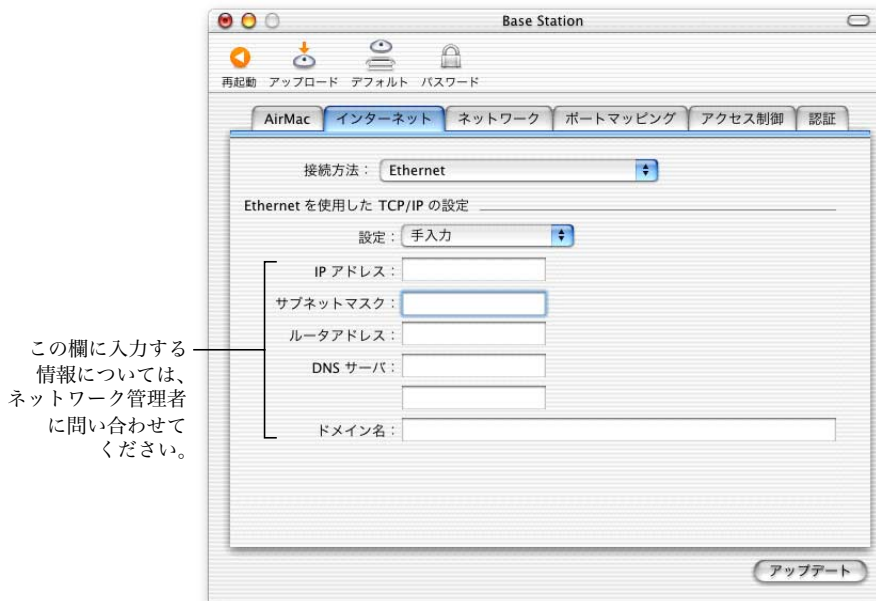 Base Station
再起動 アップロード デフォルト パスワード
AirMac インターネット ネットワーク ポートマッピング アクセス制御 認証
接続方法： Ethernet
Ethernet を使用した TCP/IP の設定
設定： 手入力
IP アドレス：
サブネットマスク：
ルータアドレス：
DNS サーバ：
ドメイン名：
この欄に入力する
情報については、
ネットワーク管理者
に問い合わせて
ください。
アップデート